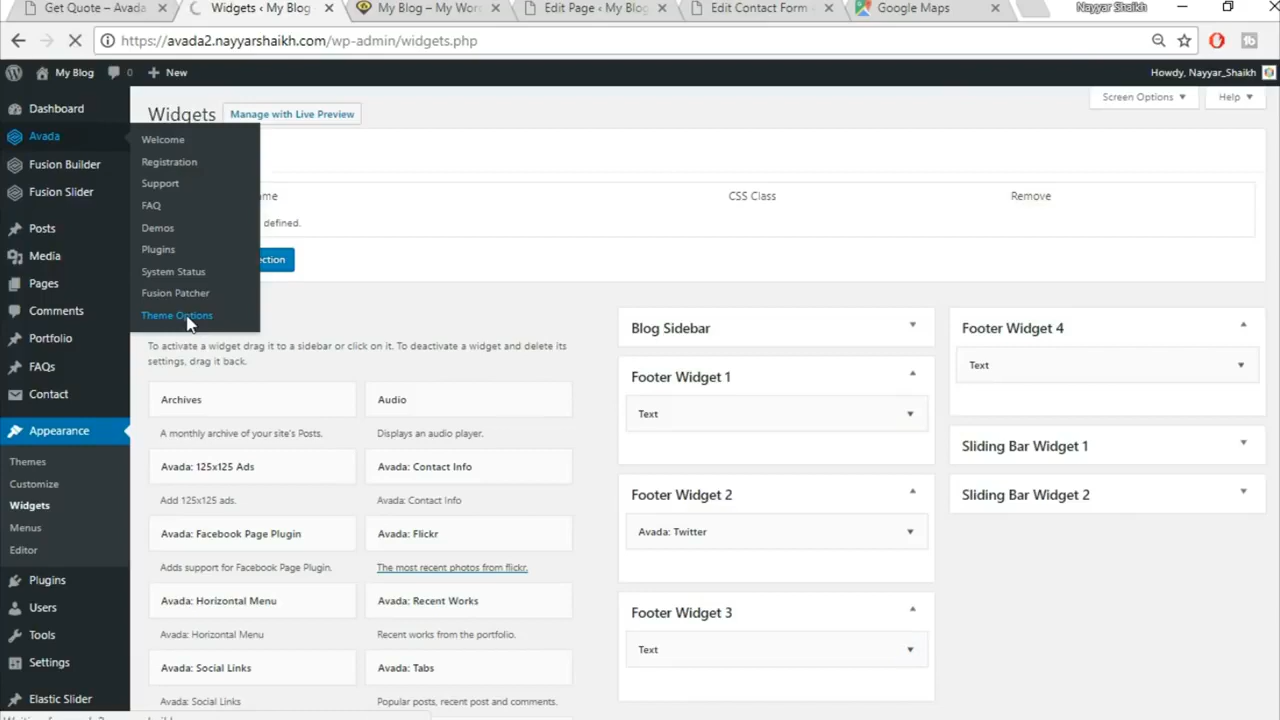 Get Quote – Avada
Widgets ‹ My Blog
My Blog – My Wor
Edit Page ‹ My Blo
Edit Contact Form
Google Maps
Nayyar Shaikh
https://avada2.nayyarshaikh.com/wp-admin/widgets.php
My Blog
0
New
Howdy, Nayyar_Shaikh
Dashboard
Avada
Fusion Builder
Fusion Slider
Posts
Media
Pages
Comments
Portfolio
FAQs
Contact
Appearance
Themes
Customize
Widgets
Menus
Editor
Plugins
Users
Tools
Settings
Elastic Slider
Welcome
Registration
Support
FAQ
Demos
Plugins
System Status
Fusion Patcher
Theme Options
Widgets
Manage with Live Preview
Screen Options
Help
CSS Class
Remove
defined.
To activate a widget drag it to a sidebar or click on it. To deactivate a widget and delete its
settings, drag it back.
Archives
A monthly archive of your site's Posts.
Audio
Displays an audio player.
Avada: 125x125 Ads
Add 125x125 ads.
Avada: Contact Info
Avada: Contact Info
Avada: Facebook Page Plugin
Adds support for Facebook Page Plugin.
Avada: Flickr
The most recent photos from flickr.
Avada: Horizontal Menu
Avada: Horizontal Menu
Avada: Recent Works
Recent works from the portfolio.
Avada: Social Links
Avada: Social Links
Avada: Tabs
Popular posts, recent post and comments.
Blog Sidebar
Footer Widget 1
Text
Footer Widget 2
Avada: Twitter
Footer Widget 3
Text
Footer Widget 4
Text
Sliding Bar Widget 1
Sliding Bar Widget 2